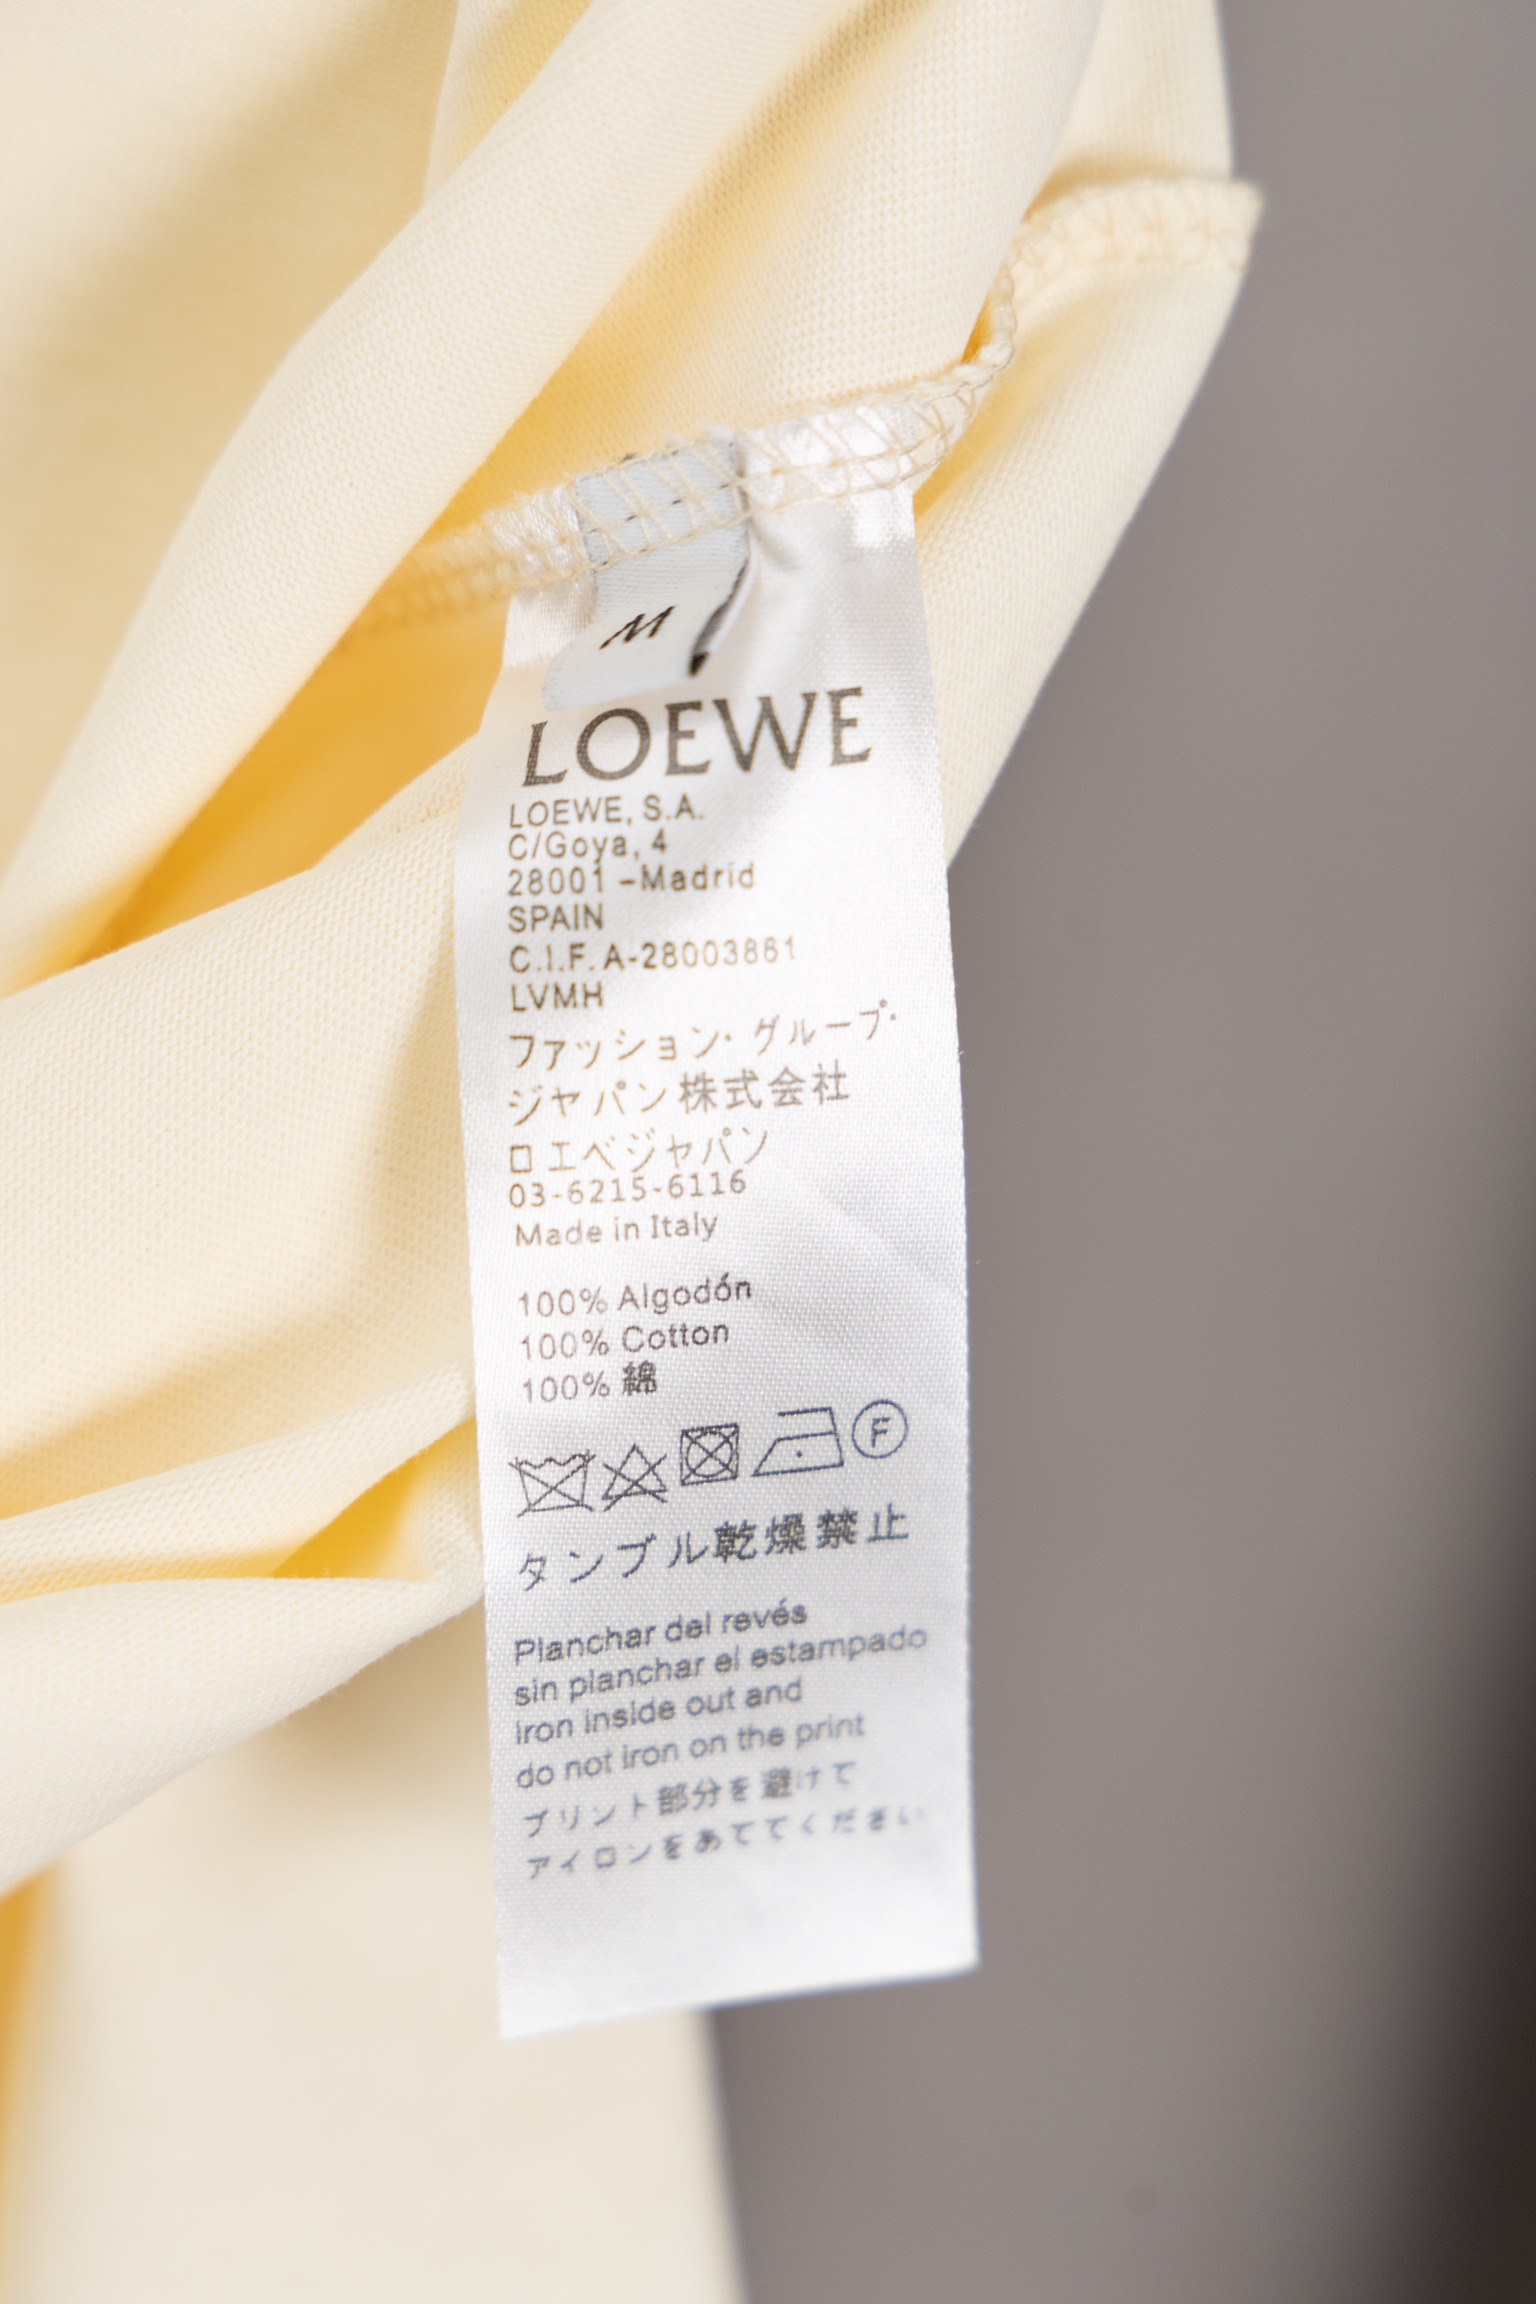 M
LOEWE
LOEWE, S.A.
C/Goya, 4
28001 –Madrid
SPAIN
C.I.F. A-28003861
LVMH
ファッション・グループ・
ジャパン株式会社
ロエベジャパン
03-6215-6116
Made in Italy
100% Algodón
100% Cotton
100% 綿
F
タンブル乾燥禁止
Planchar del revés
sin planchar el estampado
Iron inside out and
do not iron on the print
プリント部分を避けて
アイロンをあててください